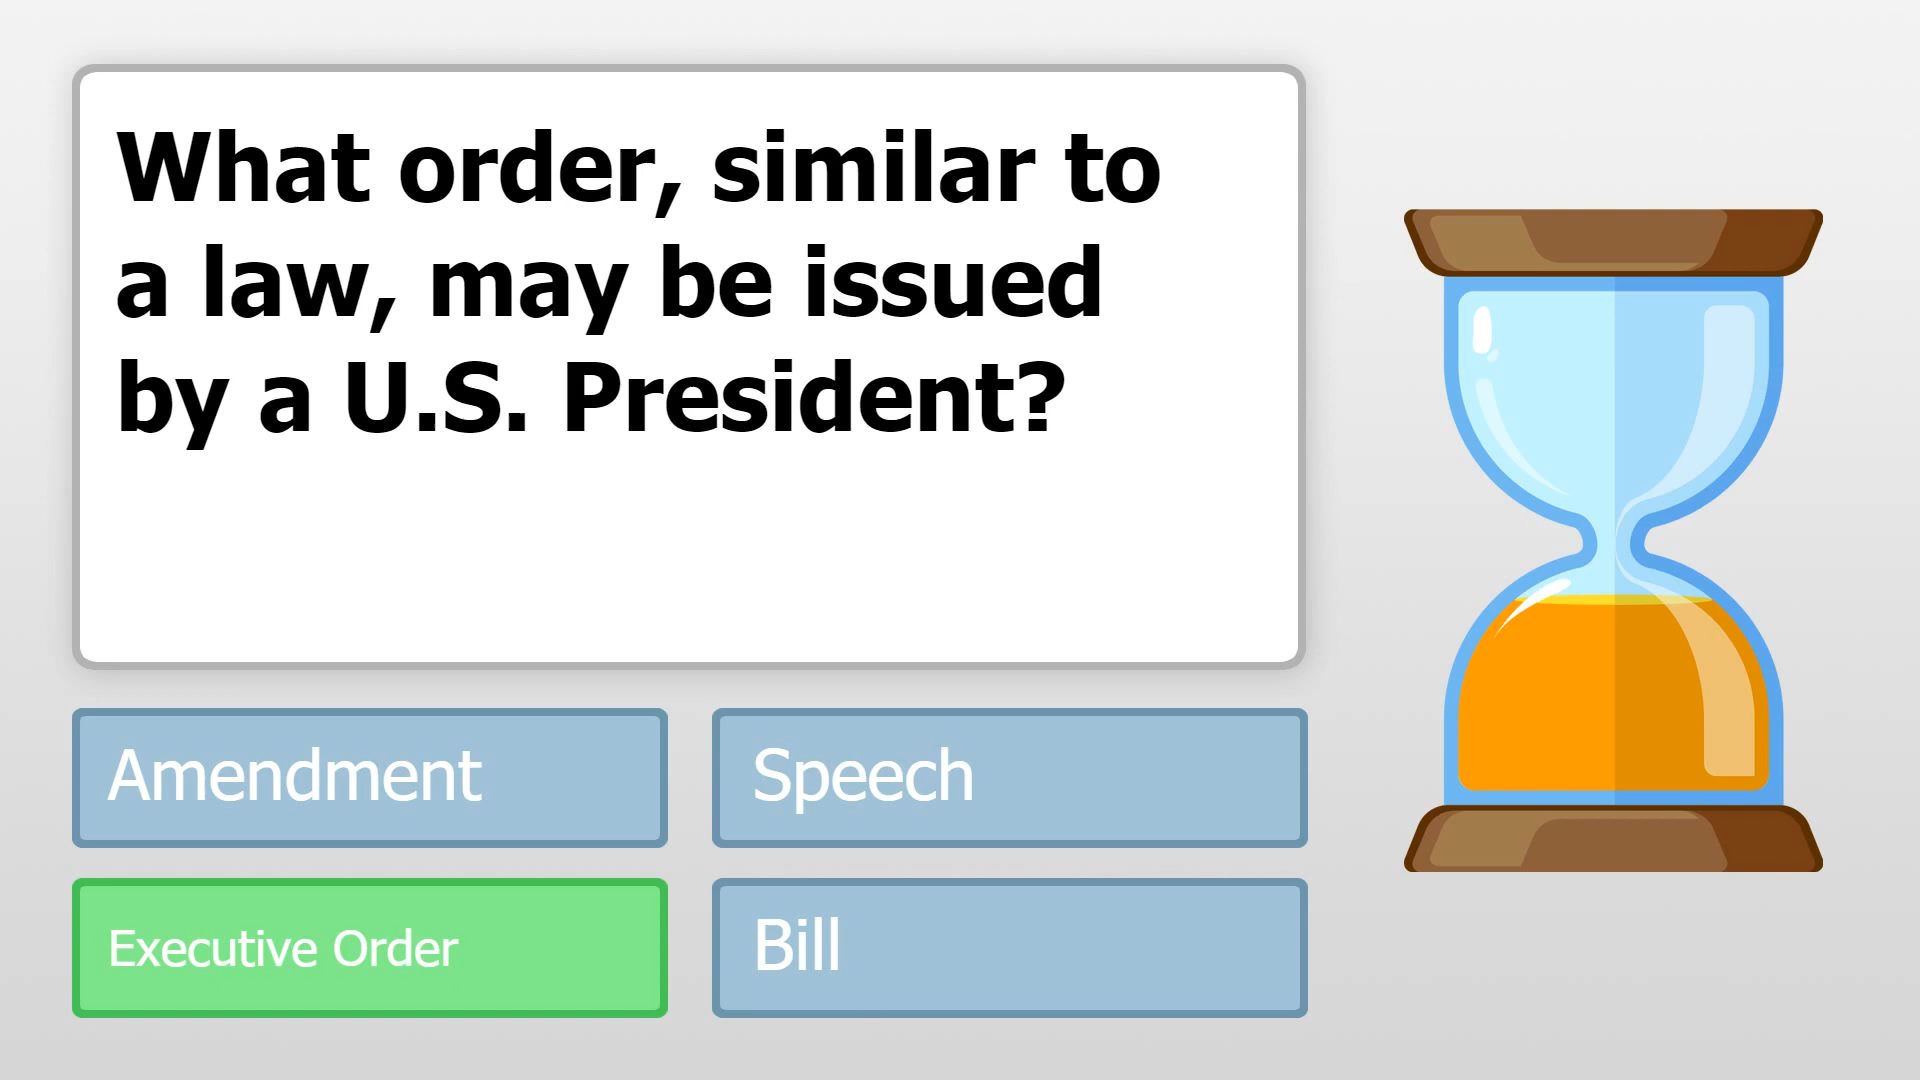 What order, similar to
a law, may be issued
by a U.S. President?
Amendment
Speech
Executive Order
Bill